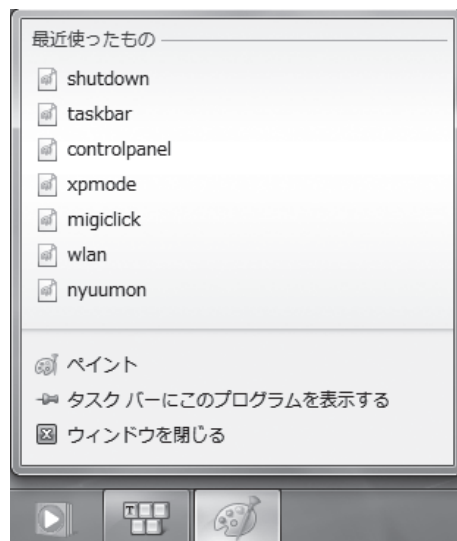 最近使ったもの
shutdown
taskbar
controlpanel
xpmode
migiclick
wlan
nyuumon
ペイント
タスク バーにこのプログラムを表示する
ウィンドウを閉じる
T